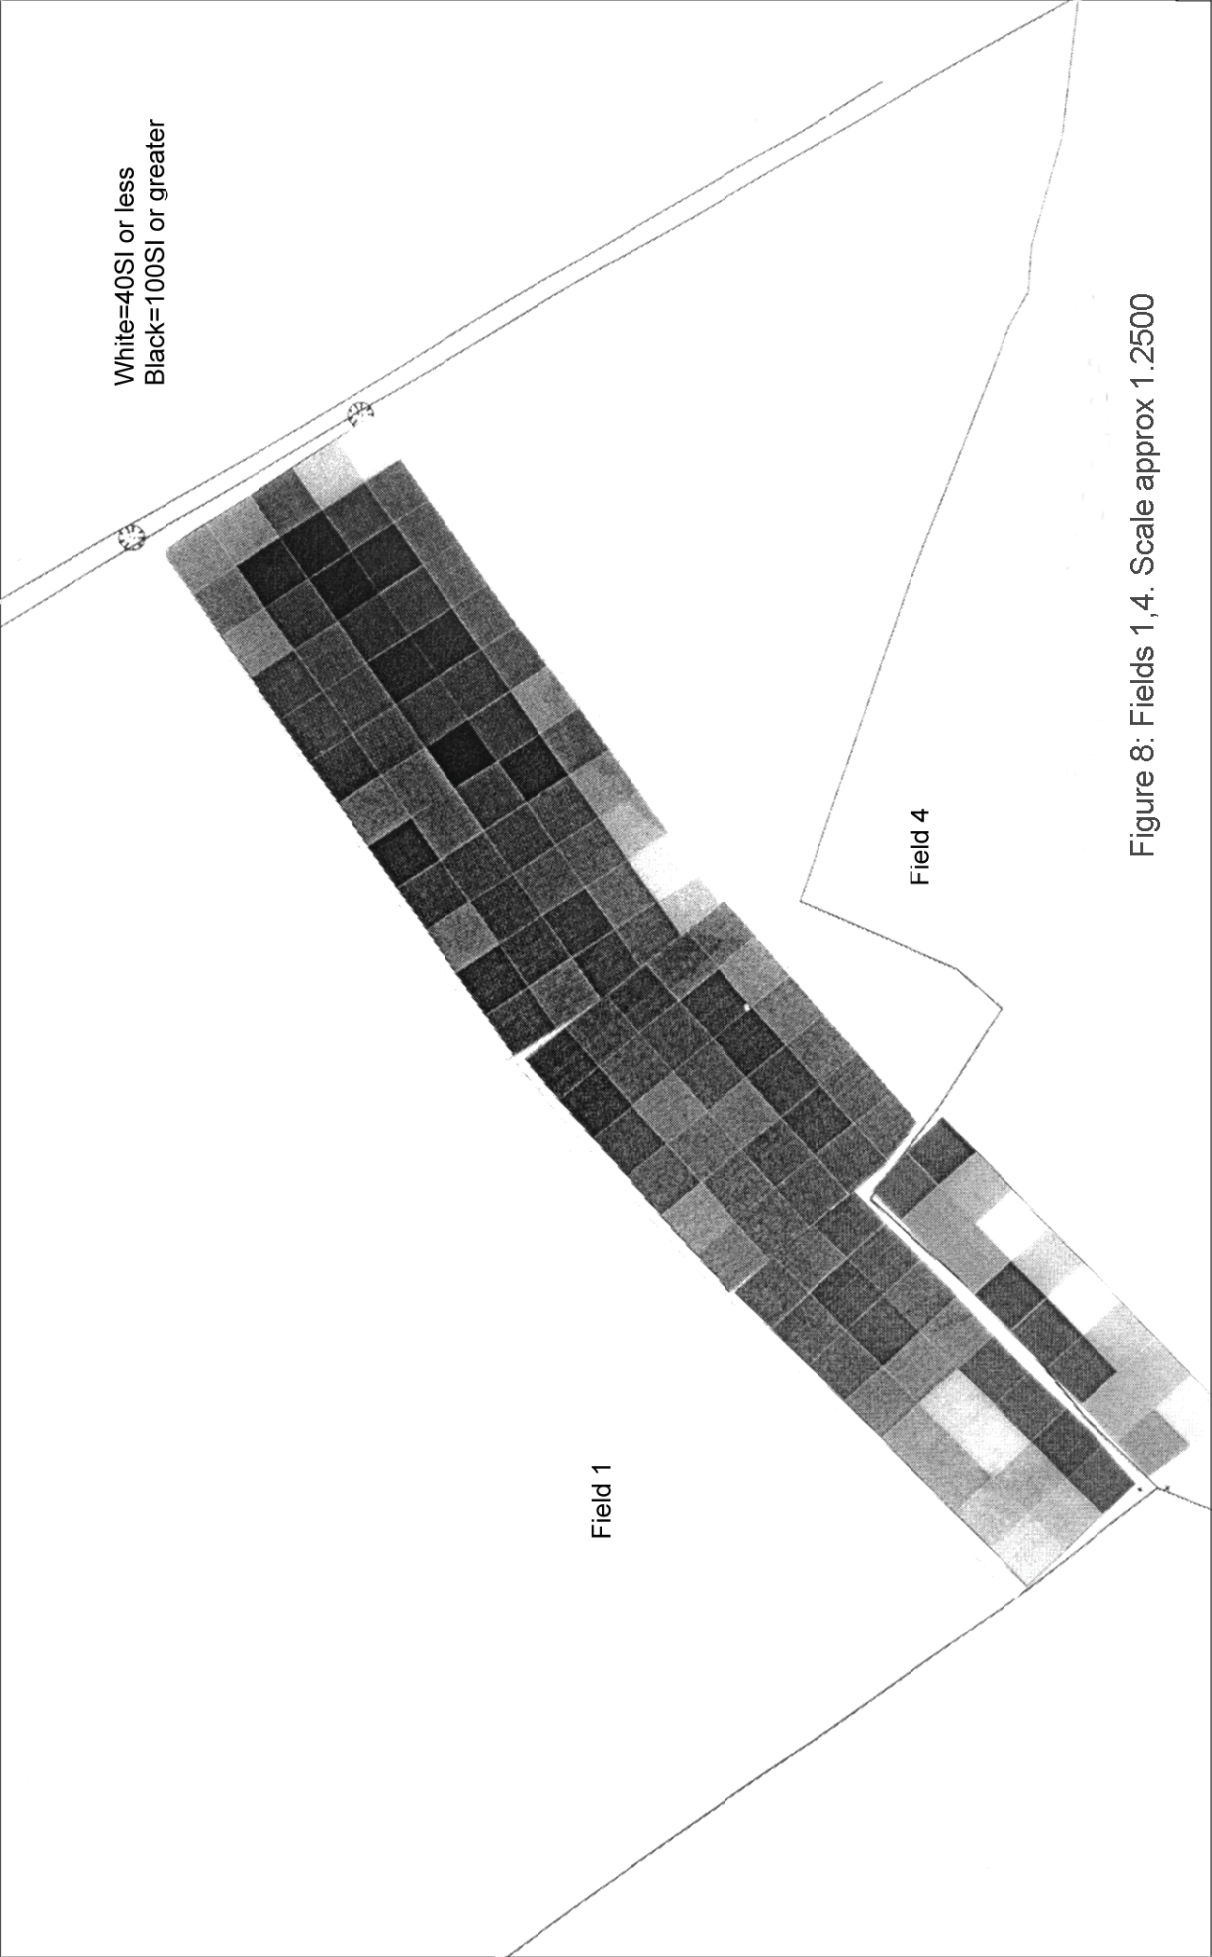 White=40SI or less
Black=100SI or greater
Field 1
Field 4
Figure 8: Fields 1,4. Scale approx 1.2500